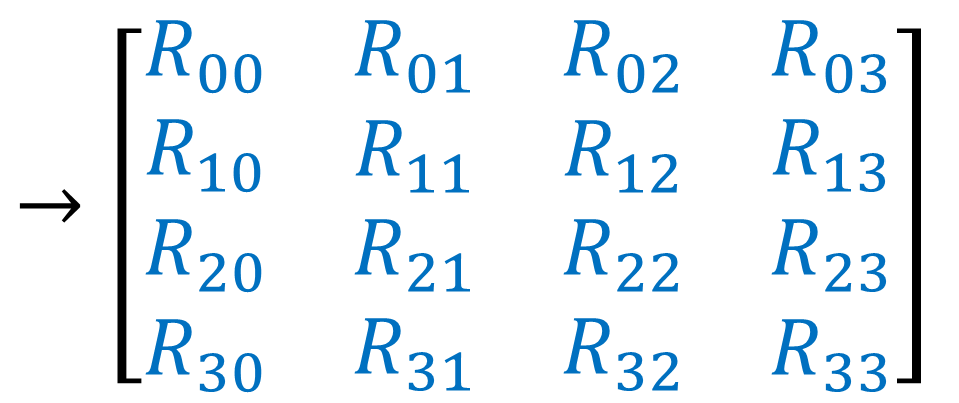 R₀₀ R₀₁ R₀₂ R₀₃
R₁₀ R₁₁ R₁₂ R₁₃
→ R₂₀ R₂₁ R₂₂ R₂₃
R₃₀ R₃₁ R₃₂ R₃₃